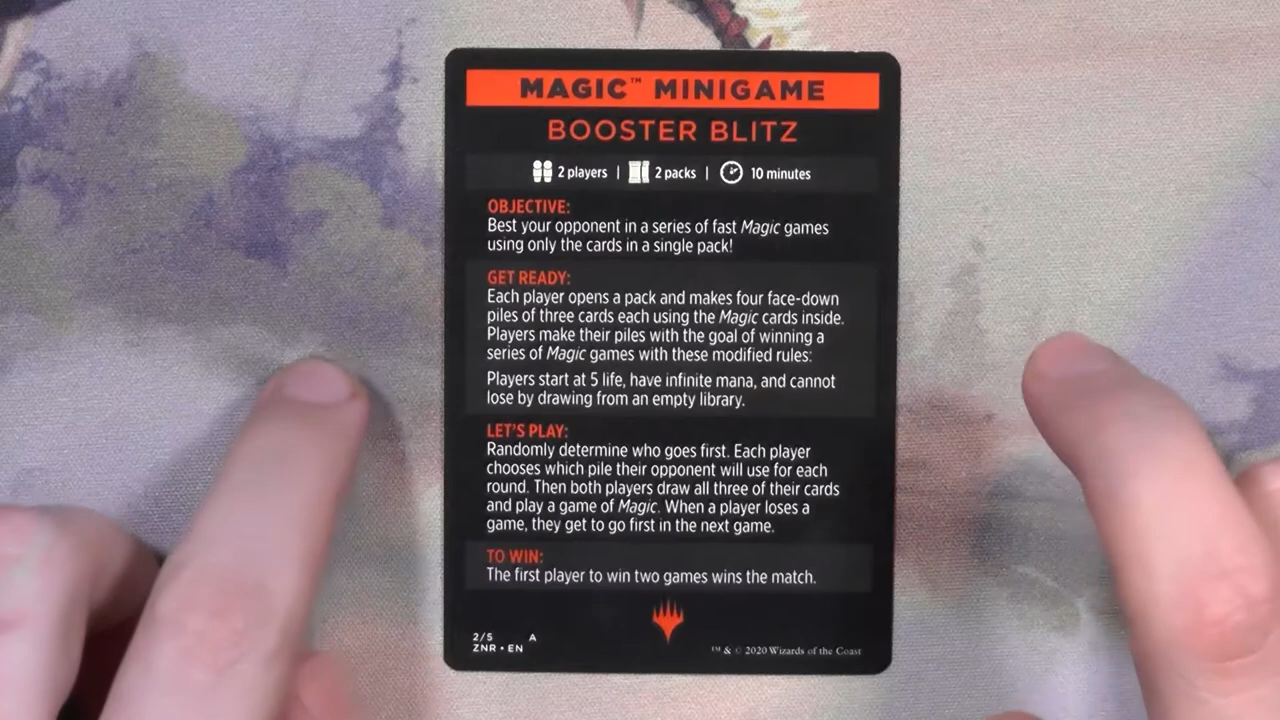 MAGIC™ MINIGAME
BOOSTER BLITZ
2 players | 2 packs | 10 minutes
OBJECTIVE:
Best your opponent in a series of fast Magic games
using only the cards in a single pack!
GET READY:
Each player opens a pack and makes four face-down
piles of three cards each using the Magic cards inside.
Players make their piles with the goal of winning a
series of Magic games with these modified rules:
Players start at 5 life, have infinite mana, and cannot
lose by drawing from an empty library.
LET'S PLAY:
Randomly determine who goes first. Each player
chooses which pile their opponent will use for each
round. Then both players draw all three of their cards
and play a game of Magic. When a player loses a
game, they get to go first in the next game.
TO WIN:
The first player to win two games wins the match.
2/5 A
ZNR • EN
™ & © 2020 Wizards of the Coast